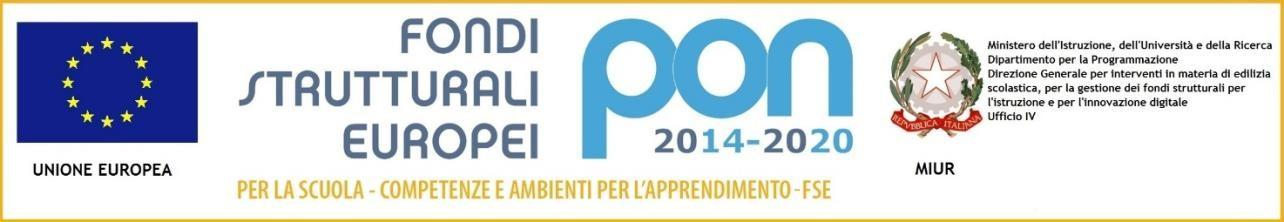 UNIONE EUROPEA
FONDI
STRUTTURALI
EUROPEI
pon
2014-2020
PER LA SCUOLA - COMPETENZE E AMBIENTI PER L'APPRENDIMENTO-FSE
REPVBBLICA ITALIANA
MIUR
Ministero dell'Istruzione, dell'Università e della Ricerca
Dipartimento per la Programmazione
Direzione Generale per interventi in materia di edilizia
scolastica, per la gestione dei fondi strutturali per
l'istruzione e per l'innovazione digitale
Ufficio IV